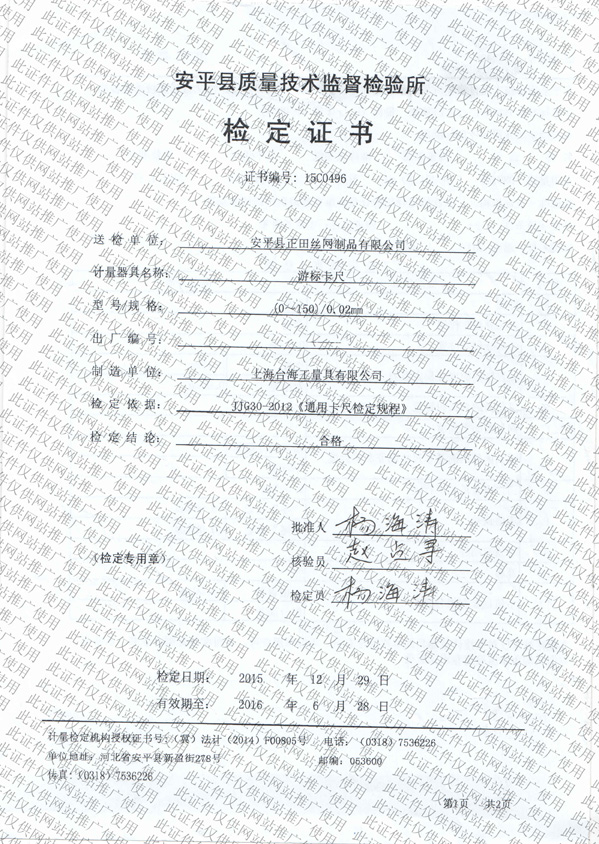 安平县质量技术监督检验所
检定证书
证书编号: 15C0496
送检单位: 安平县正田丝网制品有限公司
计量器具名称: 游标卡尺
型号/规格: (0~150)/0.02mm
出厂编号:
制造单位: 上海台海工量具有限公司
检定依据: JJG30-2012《通用卡尺检定规程》
检定结论: 合格
批准人 杨海涛
核验员
(检定专用章)
检定员 杨海涛
检定日期: 2015 年 12 月 29 日
有效期至: 2016 年 6 月 28 日
计量检定机构授权证书号:(冀)法计(2014)F00805号 电话: (0318)7536226
单位地址: 河北省安平县新盈街278号 邮编: 053600
传真: (0318)7536226
第1页 共2页
此证件仅供网站推广使用